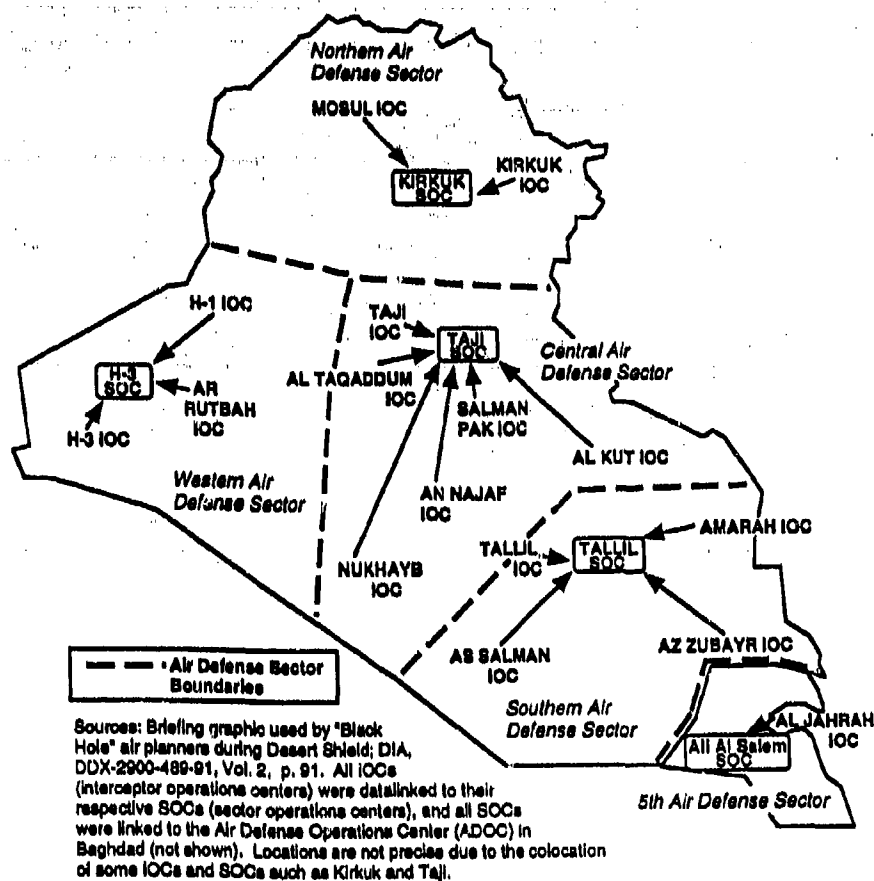 Northern Air
Defense Sector
MOSUL IOC
KIRKUK
IOC
KIRKUK
SOC
H-1 IOC
TAJI
IOC
TAJI
SOC
Central Air
Defense Sector
H-3
SOC
AR
RUTBAH
IOC
AL TAQADDUM
IOC
SALMAN
PAK IOC
H-3 IOC
AL KUT IOC
Western Air
Defense Sector
AN NAJAF
IOC
AMARAH IOC
TALLIL
IOC
TALLIL
SOC
NUKHAYB
IOC
AS SALMAN
IOC
AZ ZUBAYR IOC
Air Defense Sector
Boundaries
Southern Air
Defense Sector
AL JAHRAH
IOC
Ali Al Salem
SOC
5th Air Defense Sector
Sources: Briefing graphic used by "Black
Hole" air planners during Desert Shield; DIA,
DDX-2900-489-91, Vol. 2, p. 91. All IOCs
(interceptor operations centers) were datalinked to their
respective SOCs (sector operations centers), and all SOCs
were linked to the Air Defense Operations Center (ADOC) in
Baghdad (not shown). Locations are not precise due to the colocation
of some IOCs and SOCs such as Kirkuk and Taji.